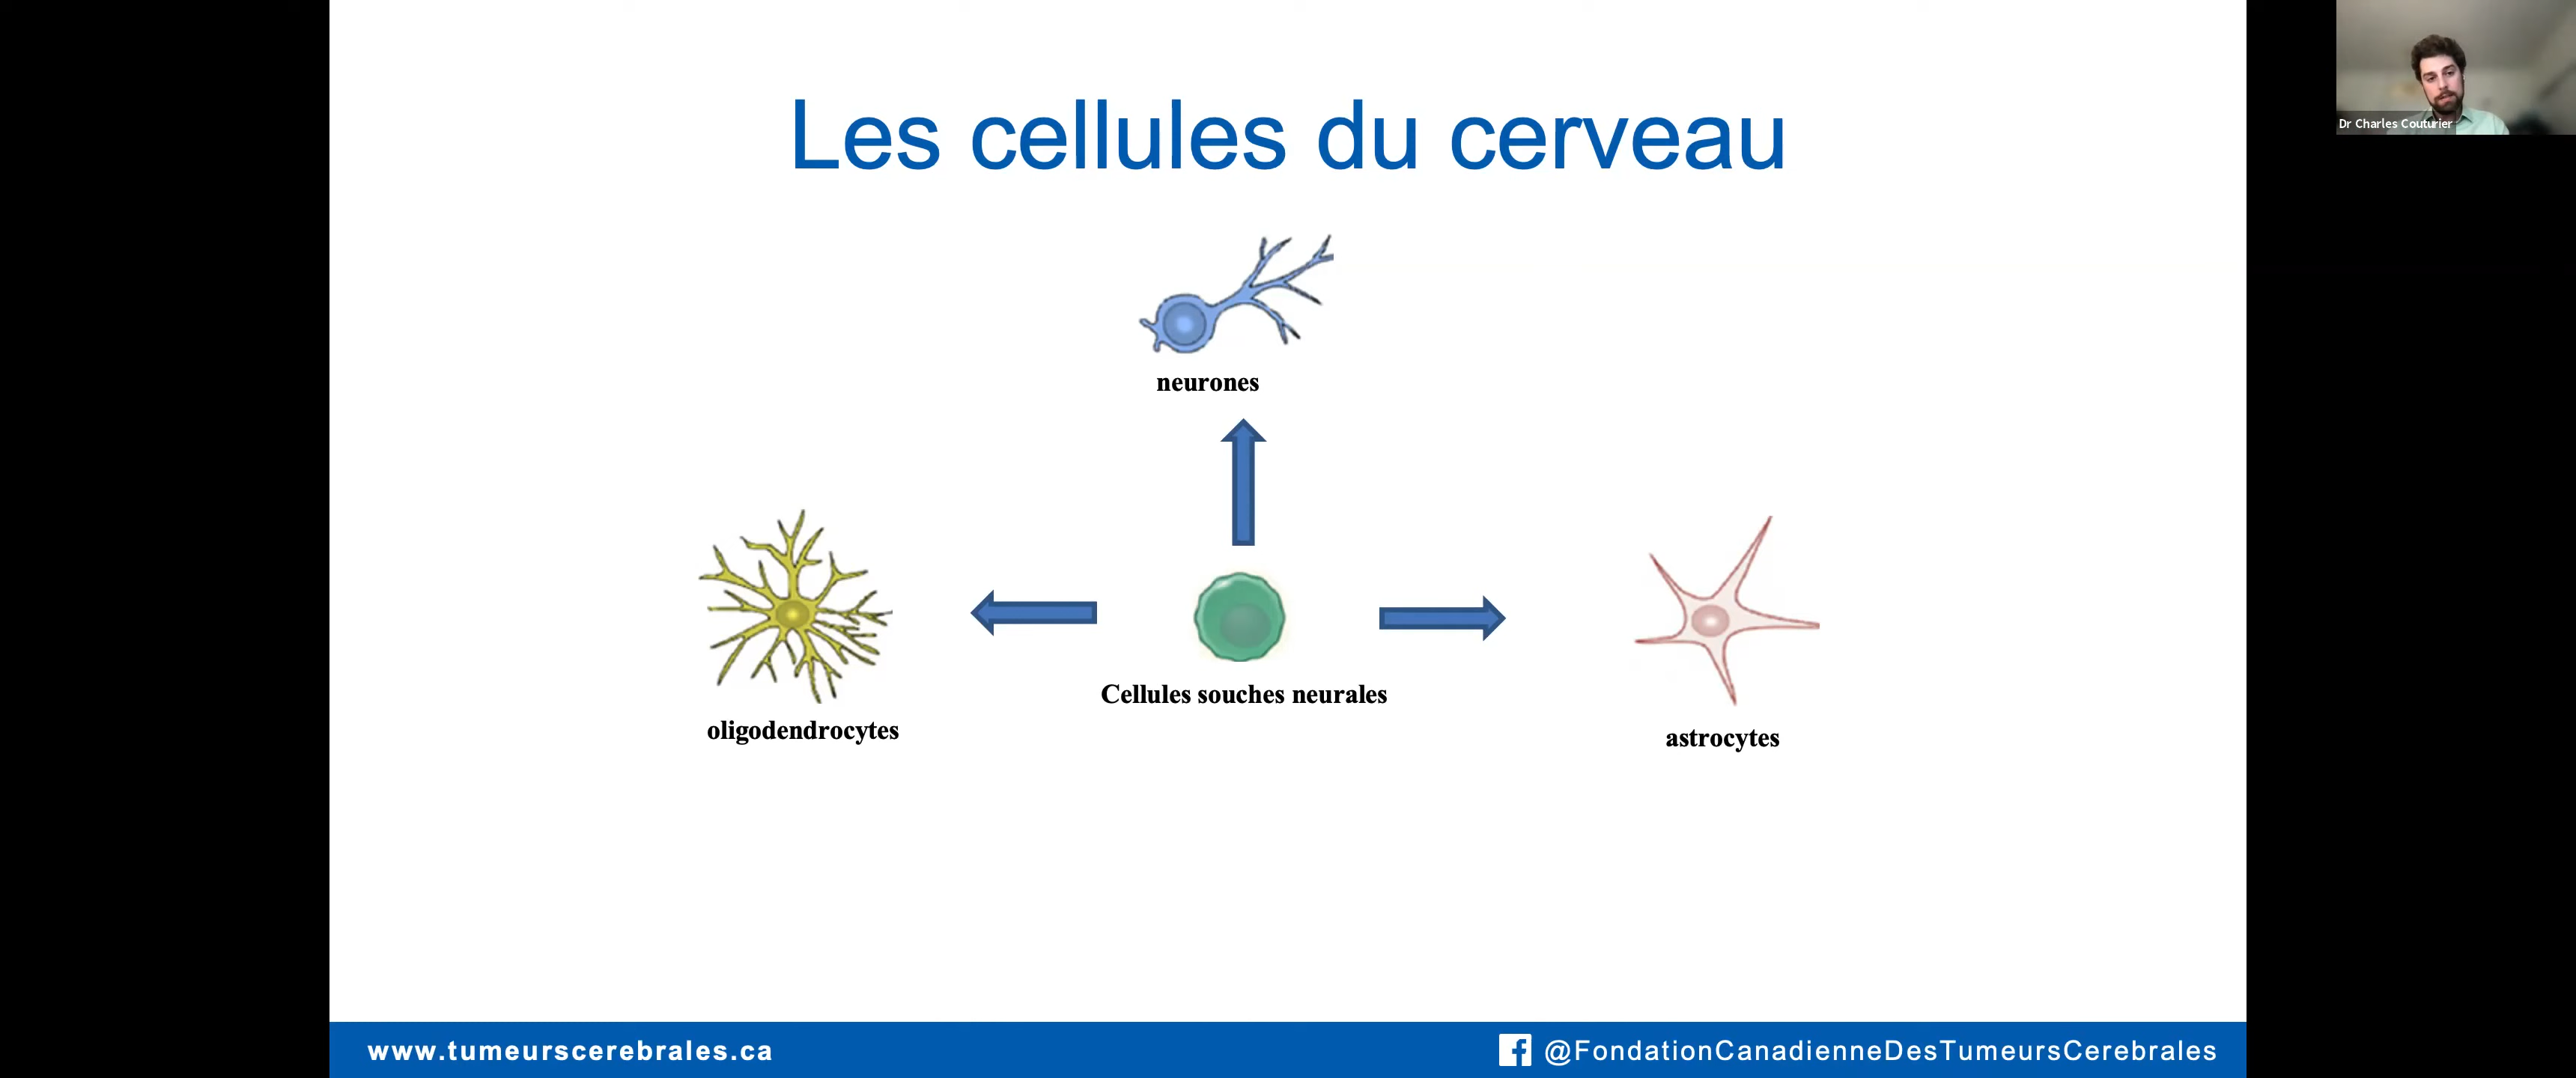 Les cellules du cerveau
Dr Charles Couturier
neurones
Cellules souches neurales
oligodendrocytes
astrocytes
www.tumeurscerebrales.ca
@FondationCanadienneDesTumeursCerebrales